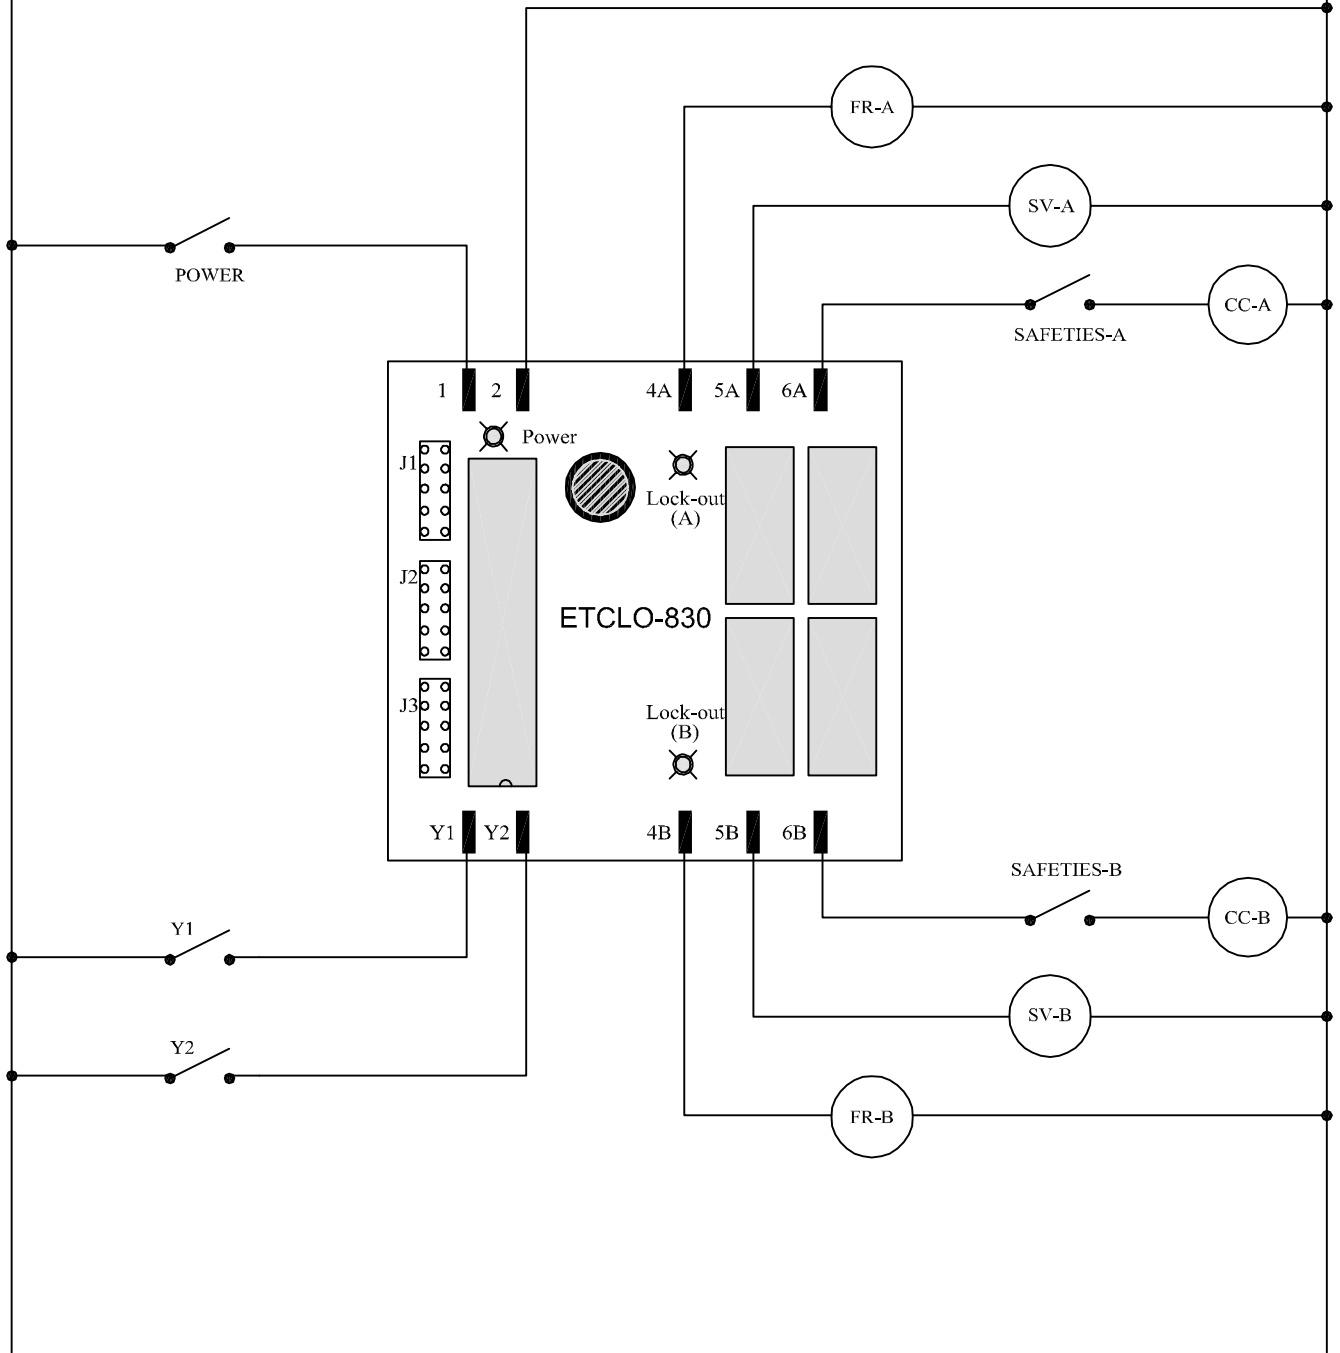 FR-A
SV-A
POWER
CC-A
SAFETIES-A
1 2 4A 5A 6A
Power
J1
Lock-out
(A)
J2
ETCLO-830
J3
Lock-out
(B)
Y1 Y2 4B 5B 6B
SAFETIES-B
CC-B
Y1
SV-B
Y2
FR-B